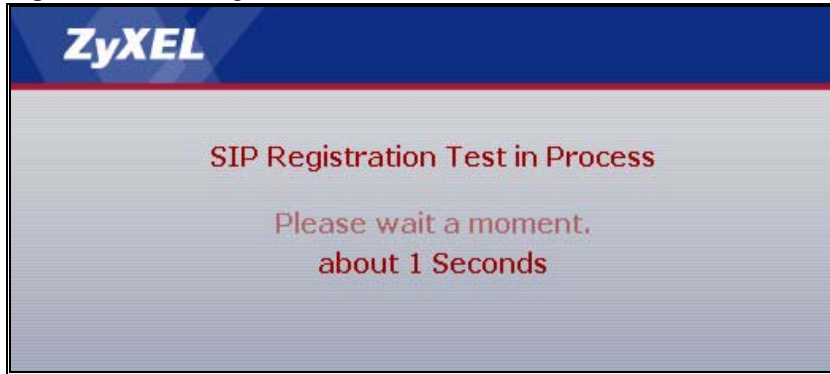 ZyXEL
SIP Registration Test in Process
Please wait a moment.
about 1 Seconds